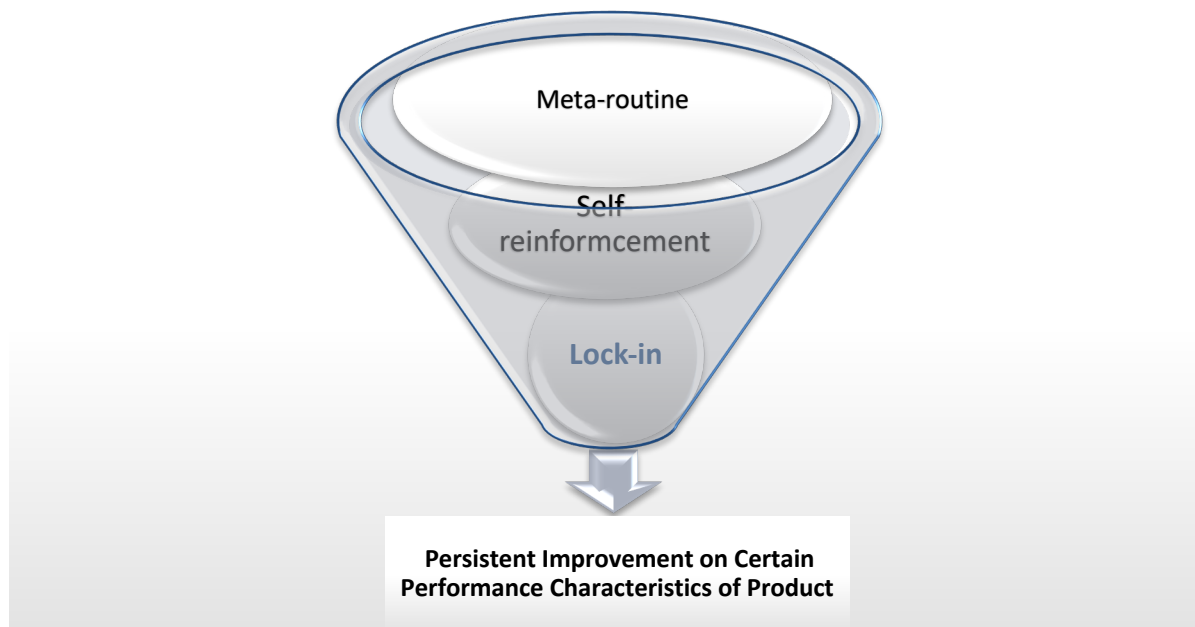 Meta-routine
Self-
reinformcement
Lock-in
Persistent Improvement on Certain
Performance Characteristics of Product